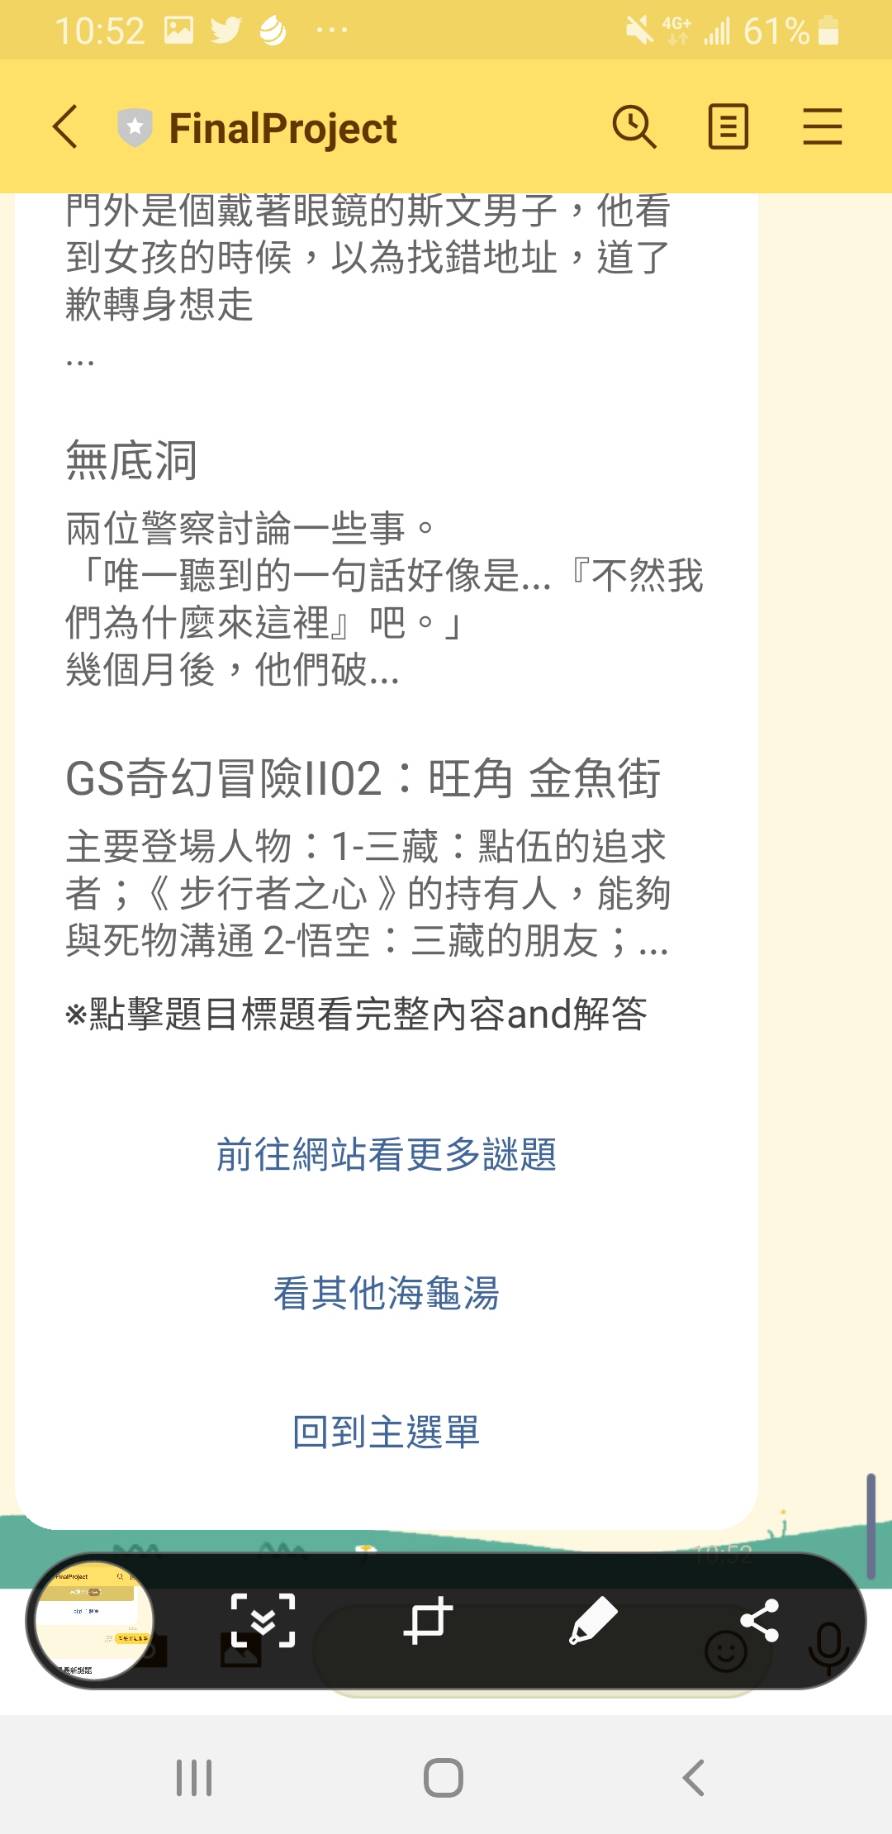 10:52
4G+
61%
FinalProject
門外是個戴著眼鏡的斯文男子，他看
到女孩的時候，以為找錯地址，道了
歉轉身想走
...
無底洞
兩位警察討論一些事。
「唯一聽到的一句話好像是...『不然我
們為什麼來這裡』吧。」
幾個月後，他們破...
GS奇幻冒險II02：旺角 金魚街
主要登場人物：1-三藏：點伍的追求
者；《 步行者之心 》的持有人，能夠
與死物溝通 2-悟空：三藏的朋友；...
※點擊題目標題看完整內容and解答
前往網站看更多謎題
看其他海龜湯
回到主選單
10:52
FinalProject